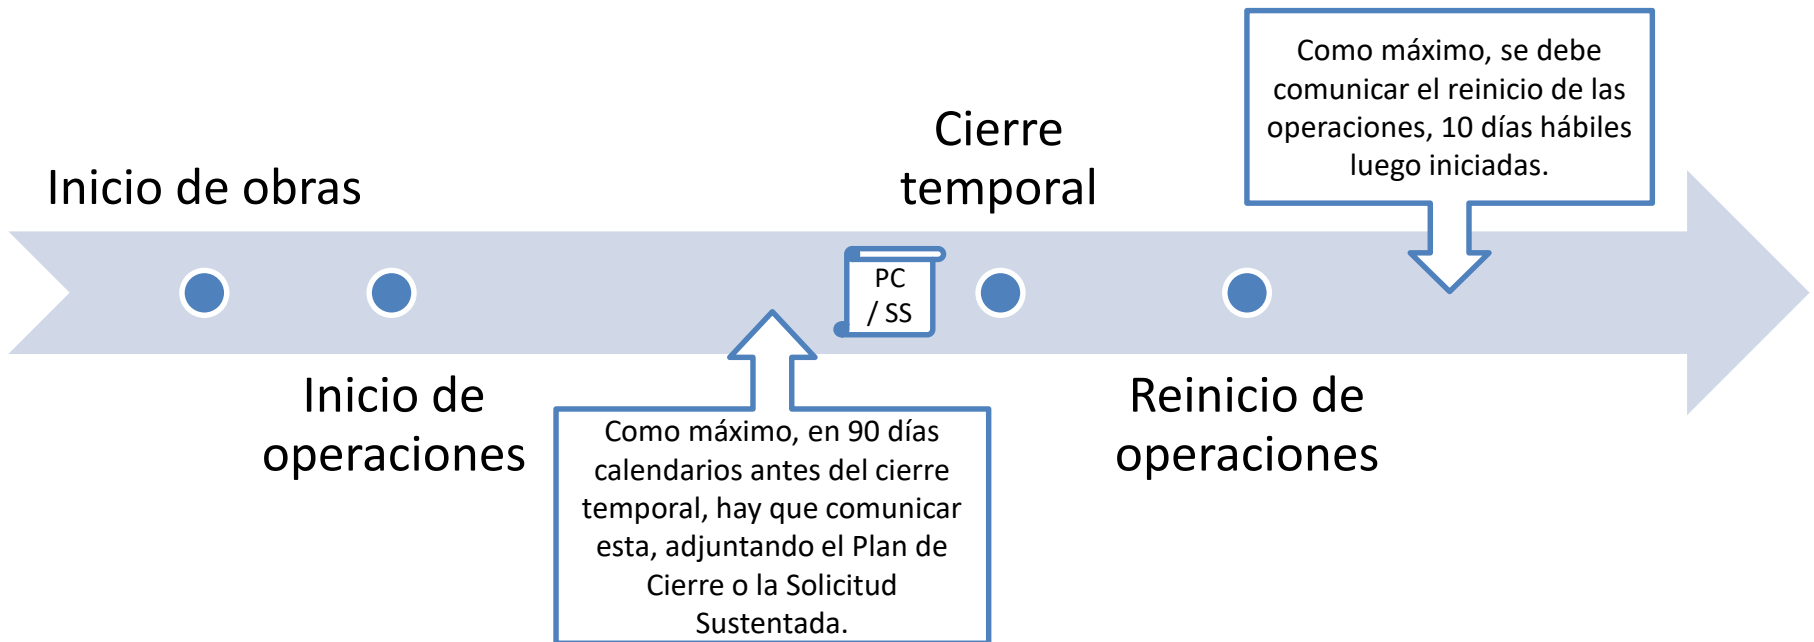 Inicio de obras
Inicio de
operaciones
Como máximo, en 90 días
calendarios antes del cierre
temporal, hay que comunicar
esta, adjuntando el Plan de
Cierre o la Solicitud
Sustentada.
PC
/ SS
Cierre
temporal
Reinicio de
operaciones
Como máximo, se debe
comunicar el reinicio de las
operaciones, 10 días hábiles
luego iniciadas.